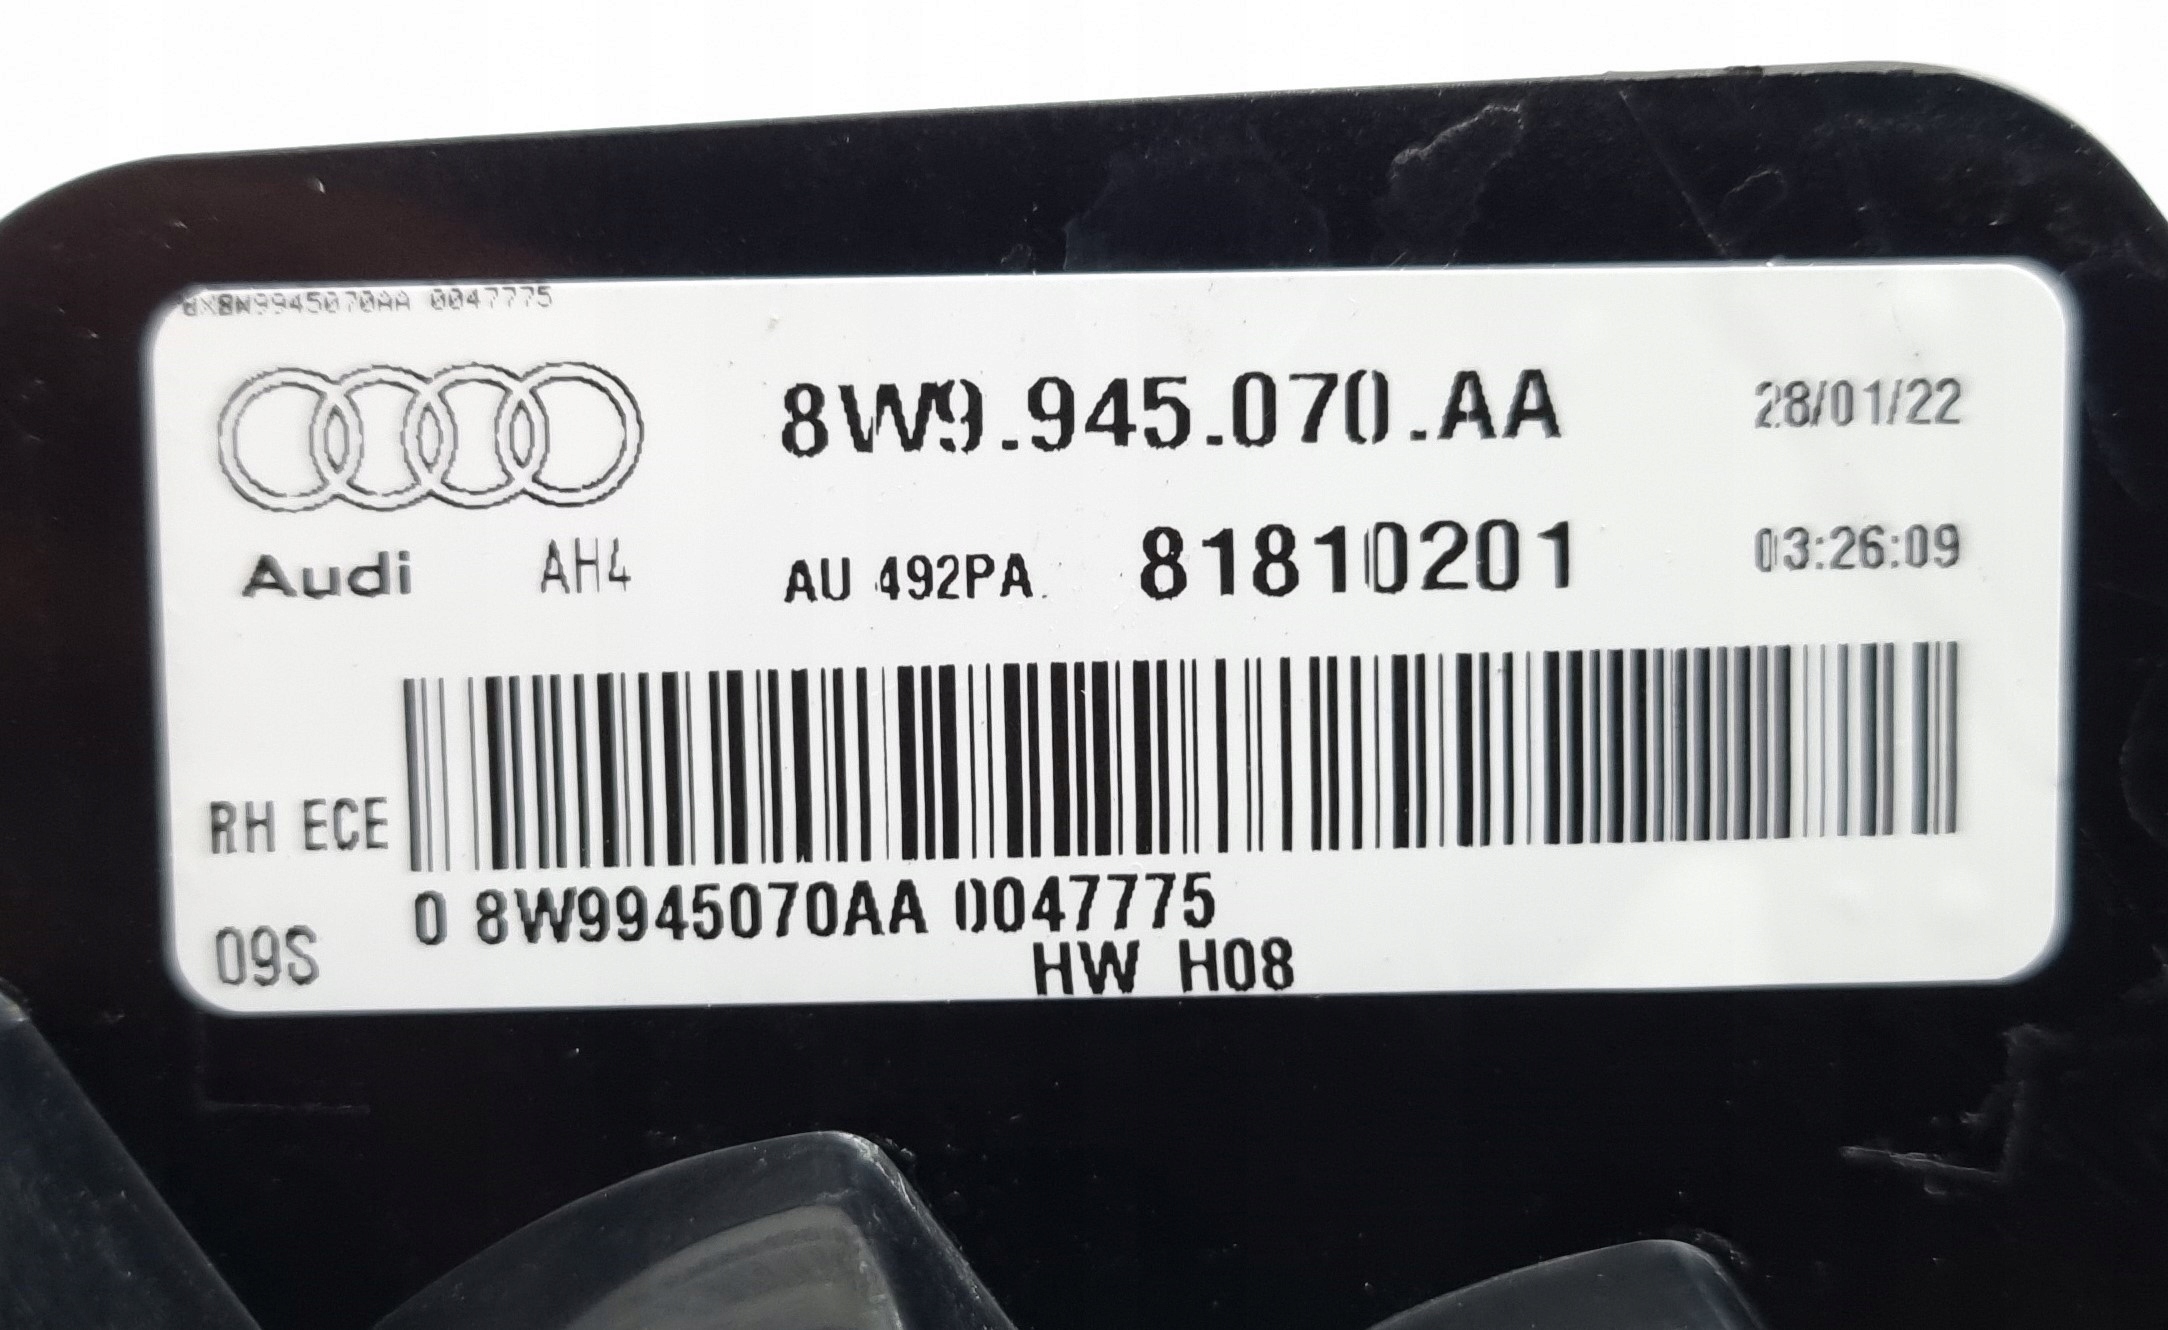 8W9945070AA 0047775
8W9.945.070.AA 28/01/22
Audi AH4 AU 492PA 81810201 03:26:09
RH ECE
0 8W9945070AA 0047775
09S
HW H08